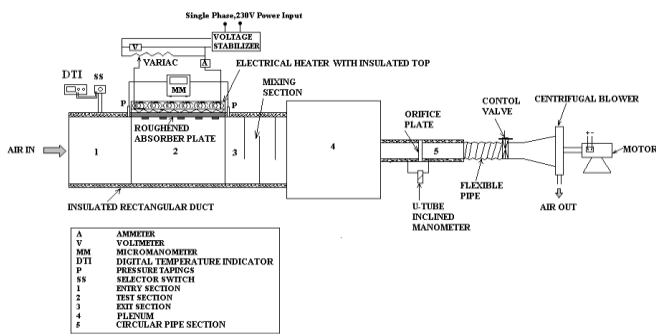 Single Phase,230V Power Input
VOLTAGE
STABILIZER
V
VARIAC
A
ELECTRICAL HEATER WITH INSULATED TOP
MIXING
SECTION
DTI
SS
MM
P
P
ROUGHENED
ABSORBER PLATE
AIR IN
1
2
3
4
5
INSULATED RECTANGULAR DUCT
ORIFICE
PLATE
CONTOL
VALVE
CENTRIFUGAL BLOWER
+ -
MOTOR
FLEXIBLE
PIPE
AIR OUT
U-TUBE
INCLINED
MANOMETER
A AMMETER
V VOLTMETER
MM MICROMANOMETER
DTI DIGITAL TEMPERATURE INDICATOR
P PRESSURE TAPINGS
SS SELECTOR SWITCH
1 ENTRY SECTION
2 TEST SECTION
3 EXIT SECTION
4 PLENUM
5 CIRCULAR PIPE SECTION